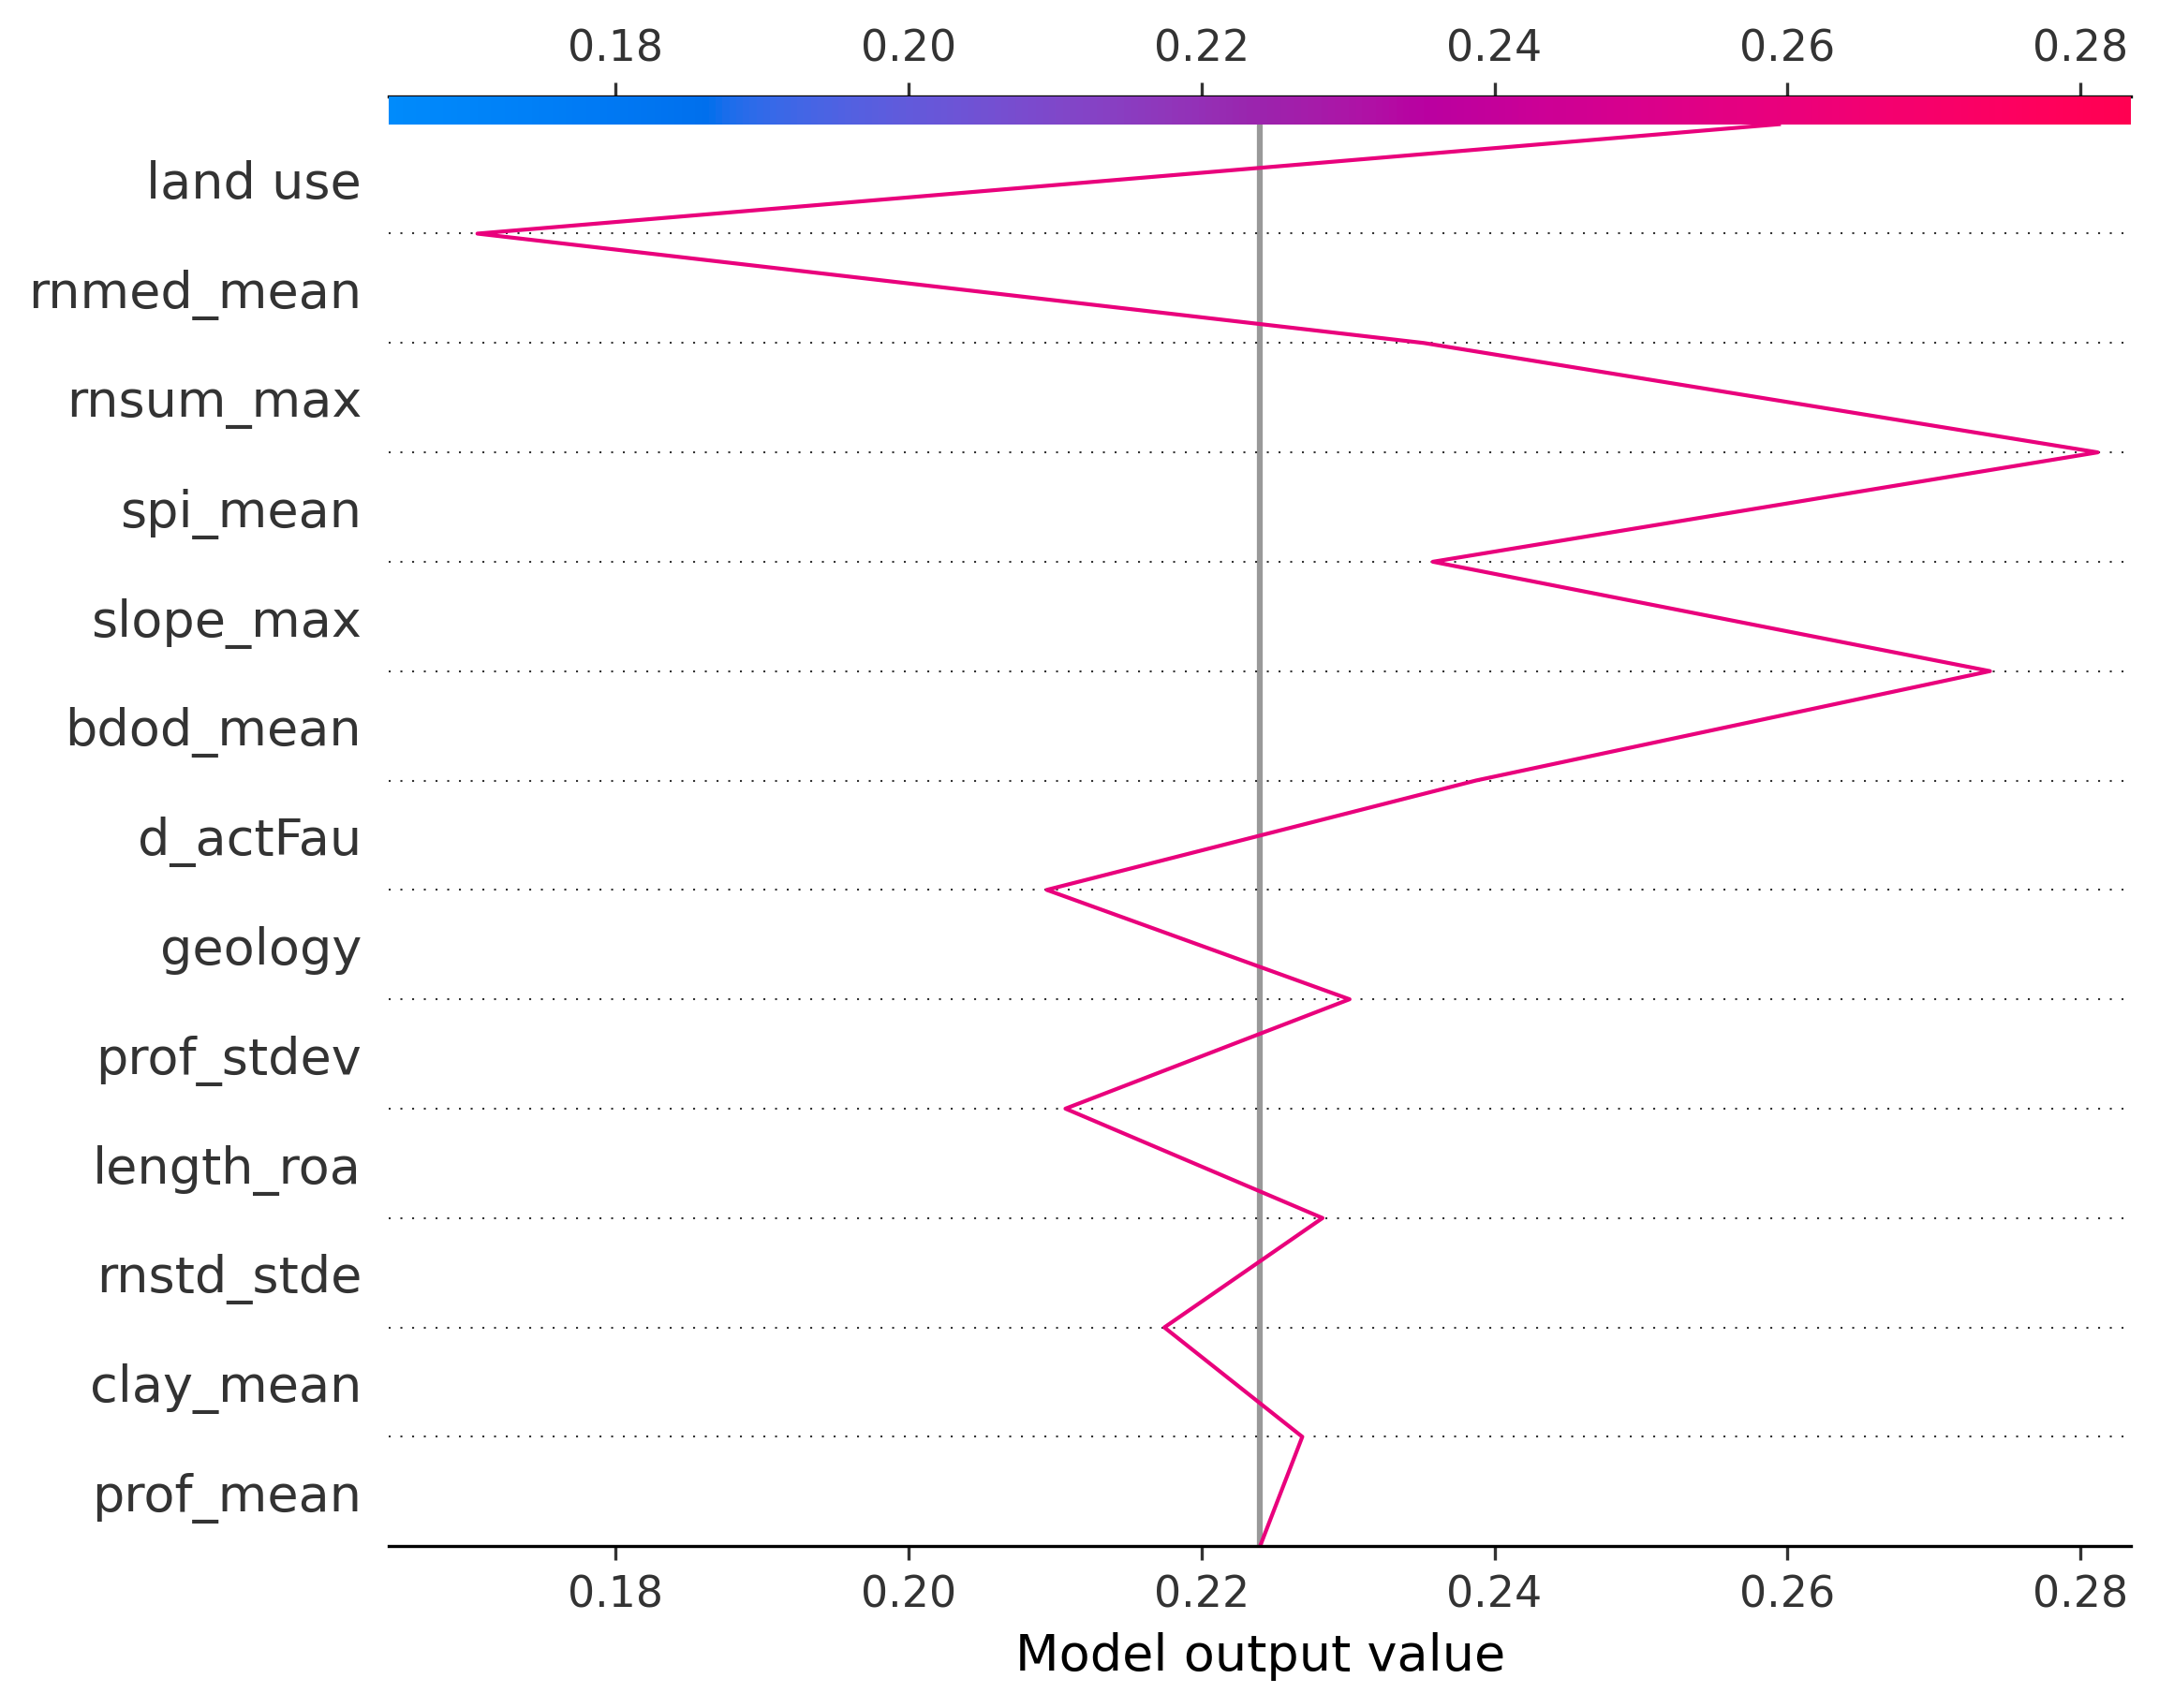 0.18 0.20 0.22 0.24 0.26 0.28
land use
rnmed_mean
rnsum_max
spi_mean
slope_max
bdod_mean
d_actFau
geology
prof_stdev
length_roa
rnstd_stde
clay_mean
prof_mean
0.18 0.20 0.22 0.24 0.26 0.28
Model output value